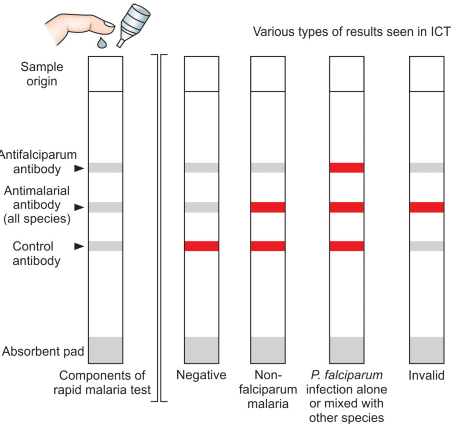 Various types of results seen in ICT
Sample
origin
Antifalciparum
antibody
Antimalarial
antibody
(all species)
Control
antibody
Absorbent pad
Components of
rapid malaria test
Negative
Non-
falciparum
malaria
P. falciparum
infection alone
or mixed with
other species
Invalid